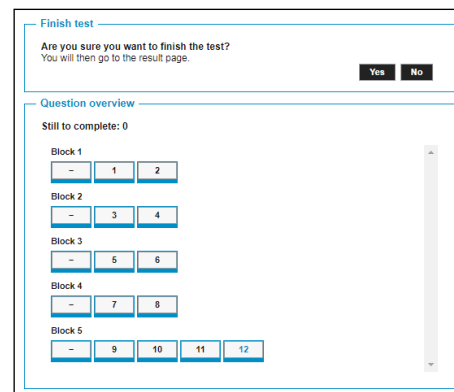 Finish test
Are you sure you want to finish the test?
You will then go to the result page.
Yes No
Question overview
Still to complete: 0
Block 1
– 1 2
Block 2
– 3 4
Block 3
– 5 6
Block 4
– 7 8
Block 5
– 9 10 11 12